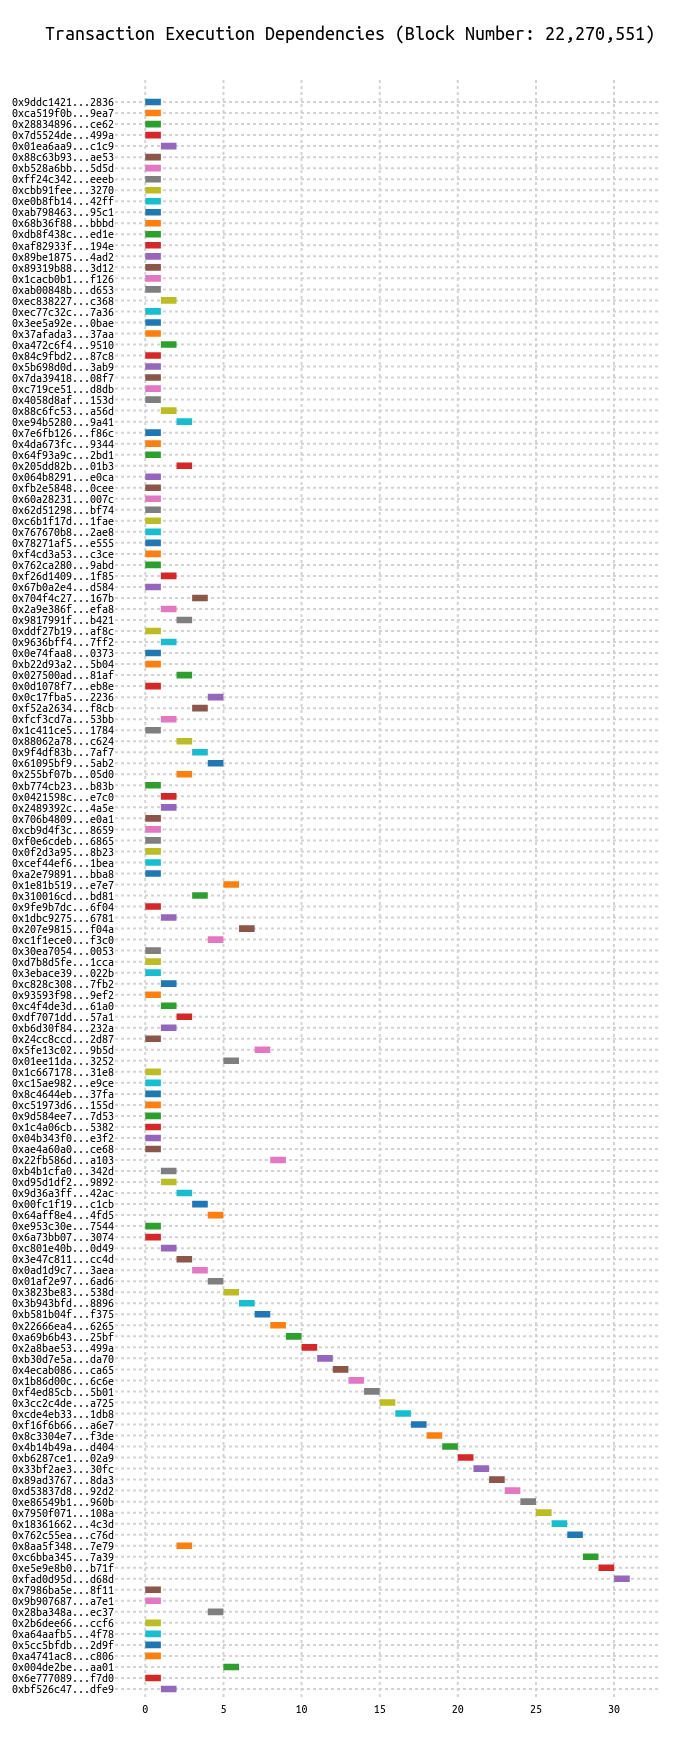 Transaction Execution Dependencies (Block Number: 22,270,551)
0x9ddc1421...2836
0xca519f0b...9ea7
0x28834896...ce62
0x7d5524de...499a
0x01ea6aa9...c1c9
0x88c63b93...ae53
0xb528a6bb...5d5d
0xff24c342...eeeb
0xcbb91fee...3270
0xe0b8fb14...42ff
0xab798463...95c1
0x68b36f88...bbbd
0xdb8f438c...ed1e
0xaf82933f...194e
0x89be1875...4ad2
0x89319b88...3d12
0x1cacb0b1...f126
0xab00848b...d653
0xec838227...c368
0xec77c32c...7a36
0x3ee5a92e...0bae
0x37afada3...37aa
0xa472c6f4...9510
0x84c9fbd2...87c8
0x5b698d0d...3ab9
0x7da39418...08f7
0xc719ce51...d8db
0x4058d8af...153d
0x88c6fc53...a56d
0xe94b5280...9a41
0x7e6fb126...f86c
0x4da673fc...9344
0x64f93a9c...2bd1
0x205dd82b...01b3
0x064b8291...e0ca
0xfb2e5848...0cee
0x60a28231...007c
0x62d51298...bf74
0xc6b1f17d...1fae
0x767670b8...2ae8
0x78271af5...e555
0xf4cd3a53...c3ce
0x762ca280...9abd
0xf26d1409...1f85
0x67b0a2e4...d584
0x704f4c27...167b
0x2a9e386f...efa8
0x9817991f...b421
0xddf27b19...af8c
0x9636bff4...7ff2
0x0e74faa8...0373
0xb22d93a2...5b04
0x027500ad...81af
0x0d1078f7...eb8e
0x0c17fba5...2236
0xf52a2634...f8cb
0xfcf3cd7a...53bb
0x1c411ce5...1784
0x88062a78...c624
0x9f4df83b...7af7
0x61095bf9...5ab2
0x255bf07b...05d0
0xb774cb23...b83b
0x0421598c...e7c0
0x2489392c...4a5e
0x706b4809...e0a1
0xcb9d4f3c...8659
0xf0e6cdeb...6865
0x0f2d3a95...8b23
0xcef44ef6...1bea
0xa2e79891...bba8
0x1e81b519...e7e7
0x310016cd...bd81
0x9fe9b7dc...6f04
0x1dbc9275...6781
0x207e9815...f04a
0xc1f1ece0...f3c0
0x30ea7054...0053
0xd7b8d5fe...1cca
0x3ebace39...022b
0xc828c308...7fb2
0x93593f98...9ef2
0xc4f4de3d...61a0
0xdf7071dd...57a1
0xb6d30f84...232a
0x24cc8ccd...2d87
0x5fe13c02...9b5d
0x01ee11da...3252
0x1c667178...31e8
0xc15ae982...e9ce
0x8c4644eb...37fa
0xc51973d6...155d
0x9d584ee7...7d53
0x1c4a06cb...5382
0x04b343f0...e3f2
0xae4a60a0...ce68
0x22fb586d...a103
0xb4b1cfa0...342d
0xd95d1df2...9892
0x9d36a3ff...42ac
0x00fc1f19...c1cb
0x64aff8e4...4fd5
0xe953c30e...7544
0x6a73bb07...3074
0xc801e40b...0d49
0x3e47c811...cc4d
0x0ad1d9c7...3aea
0x01af2e97...6ad6
0x3823be83...538d
0x3b943bfd...8896
0xb581b04f...f375
0x22666ea4...6265
0xa69b6b43...25bf
0x2a8bae53...499a
0xb30d7e5a...da70
0x4ecab086...ca65
0x1b86d00c...6c6e
0xf4ed85cb...5b01
0x3cc2c4de...a725
0xcde4eb33...1db8
0xf16f6b66...a6e7
0x8c3304e7...f3de
0x4b14b49a...d404
0xb6287ce1...02a9
0x33bf2ae3...30fc
0x89ad3767...8da3
0xd53837d8...92d2
0xe86549b1...960b
0x7950f071...108a
0x18361662...4c3d
0x762c55ea...c76d
0x8aa5f348...7e79
0xc6bba345...7a39
0xe5e9e8b0...b71f
0xfad0d95d...d68d
0x7986ba5e...8f11
0x9b907687...a7e1
0x28ba348a...ec37
0x2b6dee66...ccf6
0xa64aafb5...4f78
0x5cc5bfdb...2d9f
0xa4741ac8...c806
0x004de2be...aa01
0x6e777089...f7d0
0xbf526c47...dfe9
0 5 10 15 20 25 30